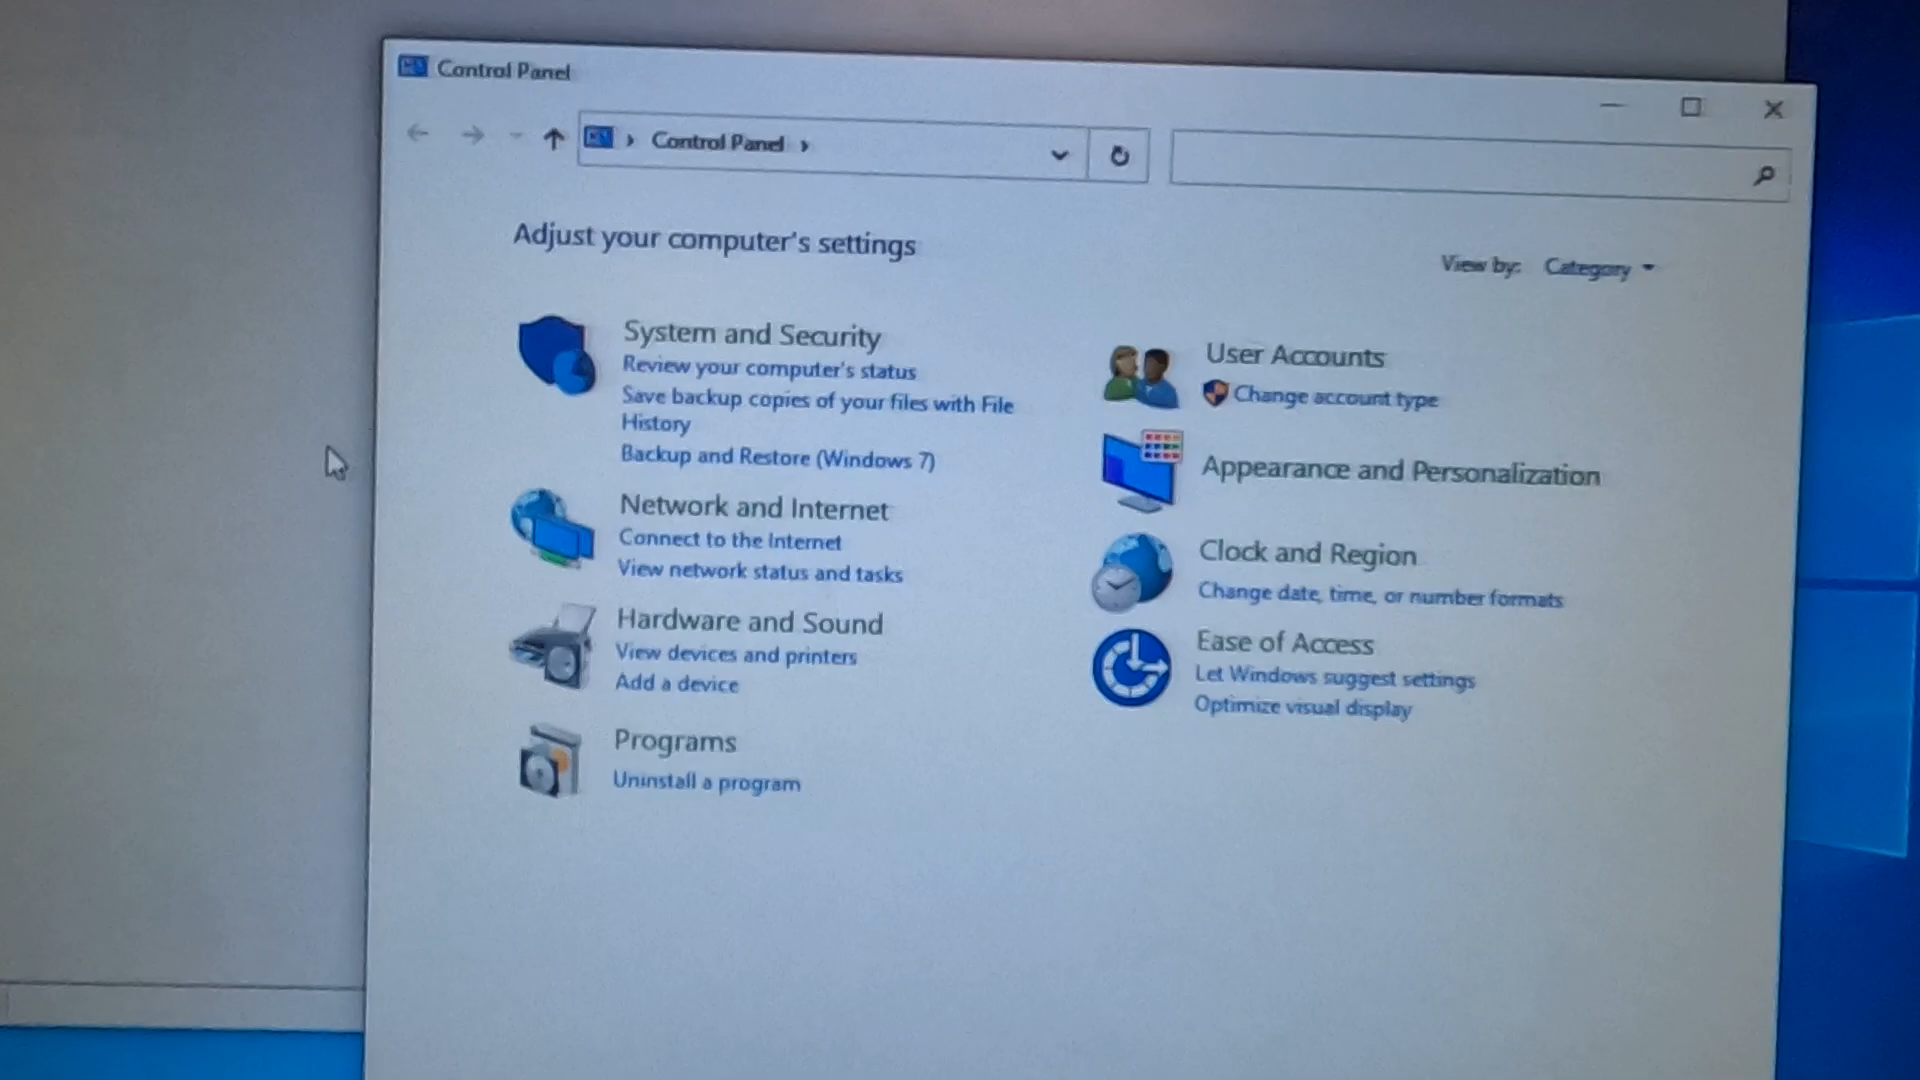 Control Panel
Control Panel
Adjust your computer's settings
View by: Category
System and Security
Review your computer's status
Save backup copies of your files with File
History
Backup and Restore (Windows 7)
Network and Internet
Connect to the Internet
View network status and tasks
Hardware and Sound
View devices and printers
Add a device
Programs
Uninstall a program
User Accounts
Change account type
Appearance and Personalization
Clock and Region
Change date, time, or number formats
Ease of Access
Let Windows suggest settings
Optimize visual display